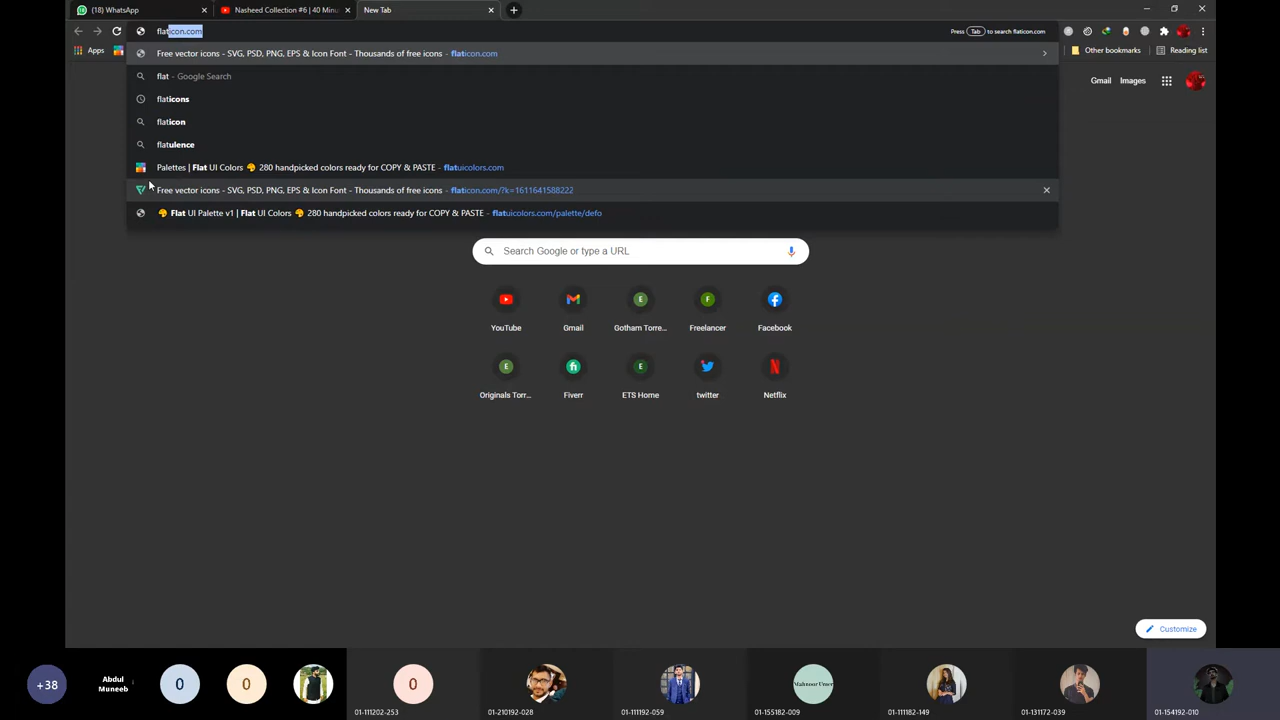 (18) WhatsApp
Nasheed Collection #6 | 40 Minu
New Tab
flaticon.com
Press Tab to search flaticon.com
Apps
Other bookmarks
Reading list
Free vector icons - SVG, PSD, PNG, EPS & Icon Font - Thousands of free icons - flaticon.com
flat - Google Search
flaticons
flaticon
flatulence
Palettes | Flat UI Colors 🎨 280 handpicked colors ready for COPY & PASTE - flatuicolors.com
Free vector icons - SVG, PSD, PNG, EPS & Icon Font - Thousands of free icons - flaticon.com/?k=1611641588222
🎨 Flat UI Palette v1 | Flat UI Colors 🎨 280 handpicked colors ready for COPY & PASTE - flatuicolors.com/palette/defo
Gmail Images
Search Google or type a URL
YouTube
Gmail
E
Gotham Torre...
F
Freelancer
Facebook
E
Originals Torr...
fi
Fiverr
E
ETS Home
twitter
N
Netflix
Customize
+38
Abdul
Muneeb
0
0
0
Mahnoor Umer
01-111202-253
01-210192-028
01-111192-059
01-155182-009
01-111182-149
01-131172-039
01-154192-010